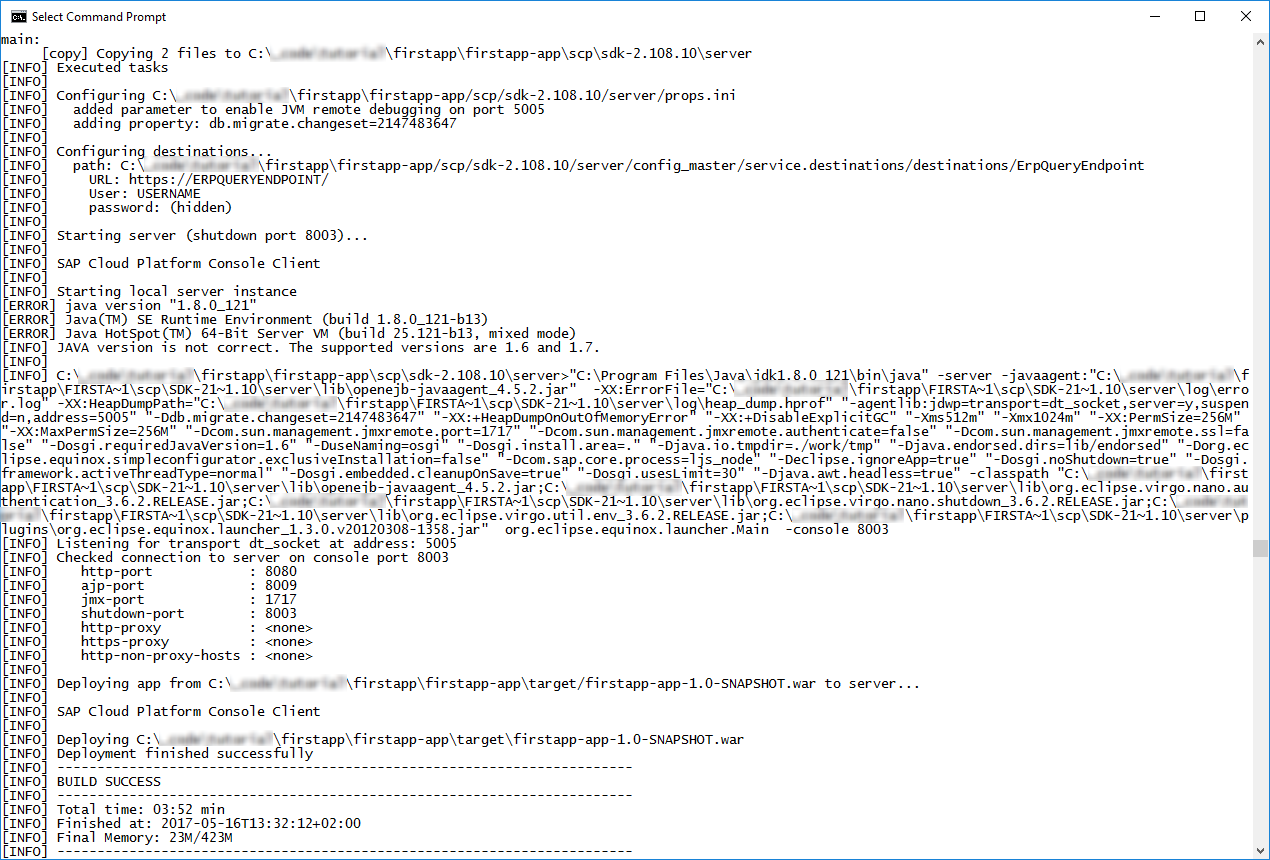 Select Command Prompt
main:
[copy] Copying 2 files to C:\ \firstapp\firstapp-app\scp\sdk-2.108.10\server
[INFO] Executed tasks
[INFO]
[INFO] Configuring C:\ \firstapp\firstapp-app/scp/sdk-2.108.10/server/props.ini
[INFO]   added parameter to enable JVM remote debugging on port 5005
[INFO]   adding property: db.migrate.changeset=2147483647
[INFO]
[INFO] Configuring destinations...
[INFO]   path: C:\ \firstapp\firstapp-app/scp/sdk-2.108.10/server/config_master/service.destinations/destinations/ErpQueryEndpoint
[INFO]     URL: https://ERPQUERYENDPOINT/
[INFO]     User: USERNAME
[INFO]     password: (hidden)
[INFO]
[INFO] Starting server (shutdown port 8003)...
[INFO]
[INFO] SAP Cloud Platform Console Client
[INFO]
[INFO] Starting local server instance
[ERROR] java version "1.8.0_121"
[ERROR] Java(TM) SE Runtime Environment (build 1.8.0_121-b13)
[ERROR] Java HotSpot(TM) 64-Bit Server VM (build 25.121-b13, mixed mode)
[INFO] JAVA version is not correct. The supported versions are 1.6 and 1.7.
[INFO]
[INFO] C:\ \firstapp\firstapp-app\scp\sdk-2.108.10\server>"C:\Program Files\Java\jdk1.8.0_121\bin\java" -server -javaagent:"C:\ \f
irstapp\FIRSTA~1\scp\SDK-21~1.10\server\lib\openejb-javaagent_4.5.2.jar"  -XX:ErrorFile="C:\ \firstapp\FIRSTA~1\scp\SDK-21~1.10\server\log\erro
r.log" -XX:HeapDumpPath="C:\ \firstapp\FIRSTA~1\scp\SDK-21~1.10\server\log\heap_dump.hprof" "-agentlib:jdwp=transport=dt_socket,server=y,suspen
d=n,address=5005" "-Ddb.migrate.changeset=2147483647" "-XX:+HeapDumpOnOutOfMemoryError" "-XX:+DisableExplicitGC" "-Xms512m" "-Xmx1024m" "-XX:PermSize=256M"
"-XX:MaxPermSize=256M" "-Dcom.sun.management.jmxremote.port=1717" "-Dcom.sun.management.jmxremote.authenticate=false" "-Dcom.sun.management.jmxremote.ssl=fa
lse" "-Dosgi.requiredJavaVersion=1.6" "-DuseNaming=osgi" "-Dosgi.install.area=." "-Djava.io.tmpdir=./work/tmp" "-Djava.endorsed.dirs=lib/endorsed" "-Dorg.ec
lipse.equinox.simpleconfigurator.exclusiveInstallation=false" "-Dcom.sap.core.process=ljs_node" "-Declipse.ignoreApp=true" "-Dosgi.noShutdown=true" "-Dosgi.
framework.activeThreadType=normal" "-Dosgi.embedded.cleanupOnSave=true" "-Dosgi.usesLimit=30" "-Djava.awt.headless=true" -classpath "C:\ \first
app\FIRSTA~1\scp\SDK-21~1.10\server\lib\openejb-javaagent_4.5.2.jar;C:\ \firstapp\FIRSTA~1\scp\SDK-21~1.10\server\lib\org.eclipse.virgo.nano.au
thentication_3.6.2.RELEASE.jar;C:\ \firstapp\FIRSTA~1\scp\SDK-21~1.10\server\lib\org.eclipse.virgo.nano.shutdown_3.6.2.RELEASE.jar;C:\
\firstapp\FIRSTA~1\scp\SDK-21~1.10\server\lib\org.eclipse.virgo.util.env_3.6.2.RELEASE.jar;C:\ \firstapp\FIRSTA~1\scp\SDK-21~1.10\server\p
lugins\org.eclipse.equinox.launcher_1.3.0.v20120308-1358.jar"  org.eclipse.equinox.launcher.Main  -console 8003
[INFO] Listening for transport dt_socket at address: 5005
[INFO] Checked connection to server on console port 8003
[INFO]    http-port            : 8080
[INFO]    ajp-port             : 8009
[INFO]    jmx-port             : 1717
[INFO]    shutdown-port        : 8003
[INFO]    http-proxy           : <none>
[INFO]    https-proxy          : <none>
[INFO]    http-non-proxy-hosts : <none>
[INFO]
[INFO] Deploying app from C:\ \firstapp\firstapp-app\target/firstapp-app-1.0-SNAPSHOT.war to server...
[INFO]
[INFO] SAP Cloud Platform Console Client
[INFO]
[INFO] Deploying C:\ \firstapp\firstapp-app\target\firstapp-app-1.0-SNAPSHOT.war
[INFO] Deployment finished successfully
[INFO] ------------------------------------------------------------------------
[INFO] BUILD SUCCESS
[INFO] ------------------------------------------------------------------------
[INFO] Total time: 03:52 min
[INFO] Finished at: 2017-05-16T13:32:12+02:00
[INFO] Final Memory: 23M/423M
[INFO] ------------------------------------------------------------------------